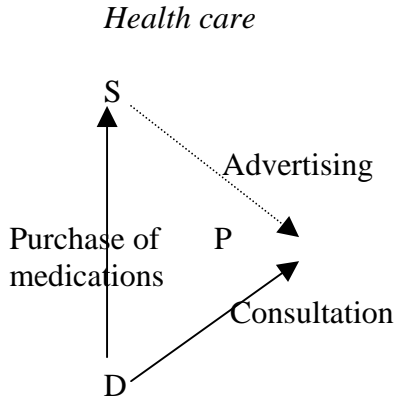 Health care
S
Advertising
Purchase of P
medications
Consultation
D